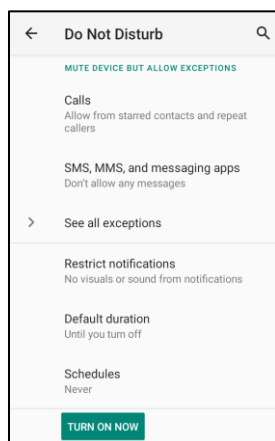 Do Not Disturb
MUTE DEVICE BUT ALLOW EXCEPTIONS
Calls
Allow from starred contacts and repeat
callers
SMS, MMS, and messaging apps
Don't allow any messages
See all exceptions
Restrict notifications
No visuals or sound from notifications
Default duration
Until you turn off
Schedules
Never
TURN ON NOW